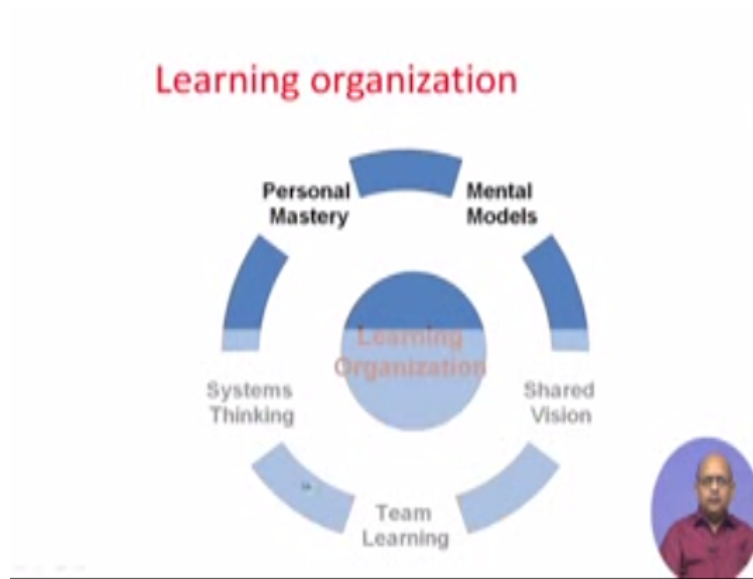 Learning organization
Personal
Mastery
Mental
Models
Learning
Organization
Systems
Thinking
Shared
Vision
Team
Learning